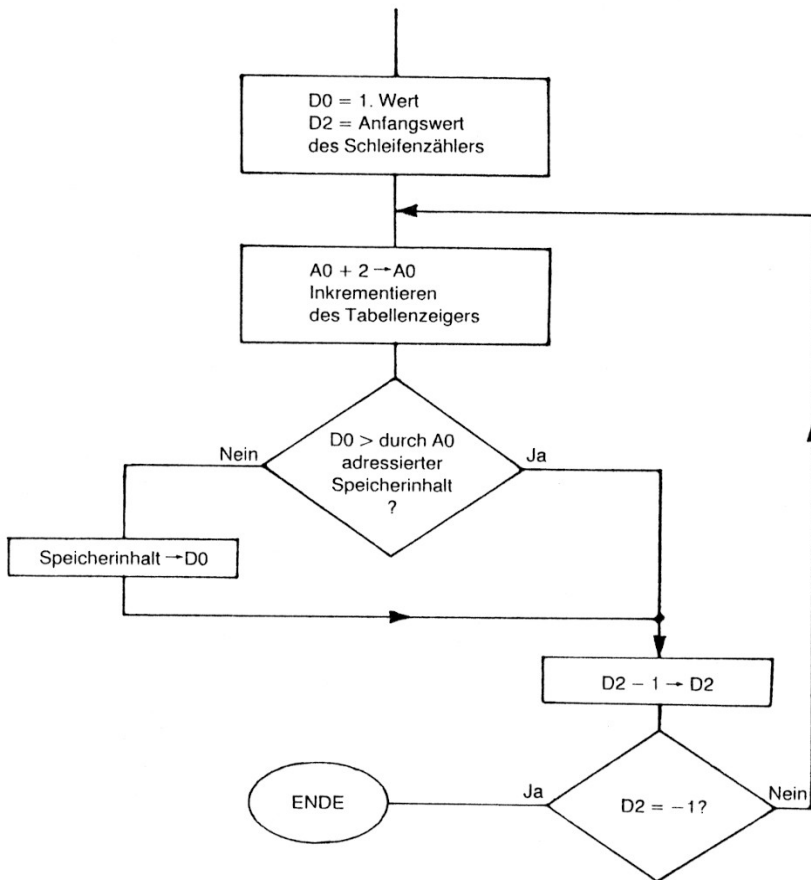 D0 = 1. Wert
D2 = Anfangswert
des Schleifenzählers
A0 + 2 → A0
Inkrementieren
des Tabellenzeigers
Nein
D0 > durch A0
adressierter
Speicherinhalt
?
Ja
Speicherinhalt → D0
D2 − 1 → D2
ENDE
Ja
D2 = −1?
Nein